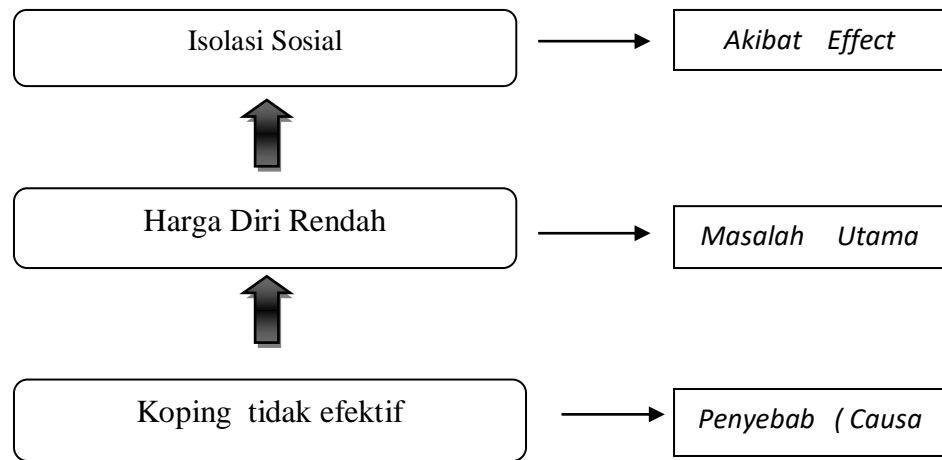 Isolasi Sosial
Akibat Effect
Harga Diri Rendah
Masalah Utama
Koping tidak efektif
Penyebab ( Causa